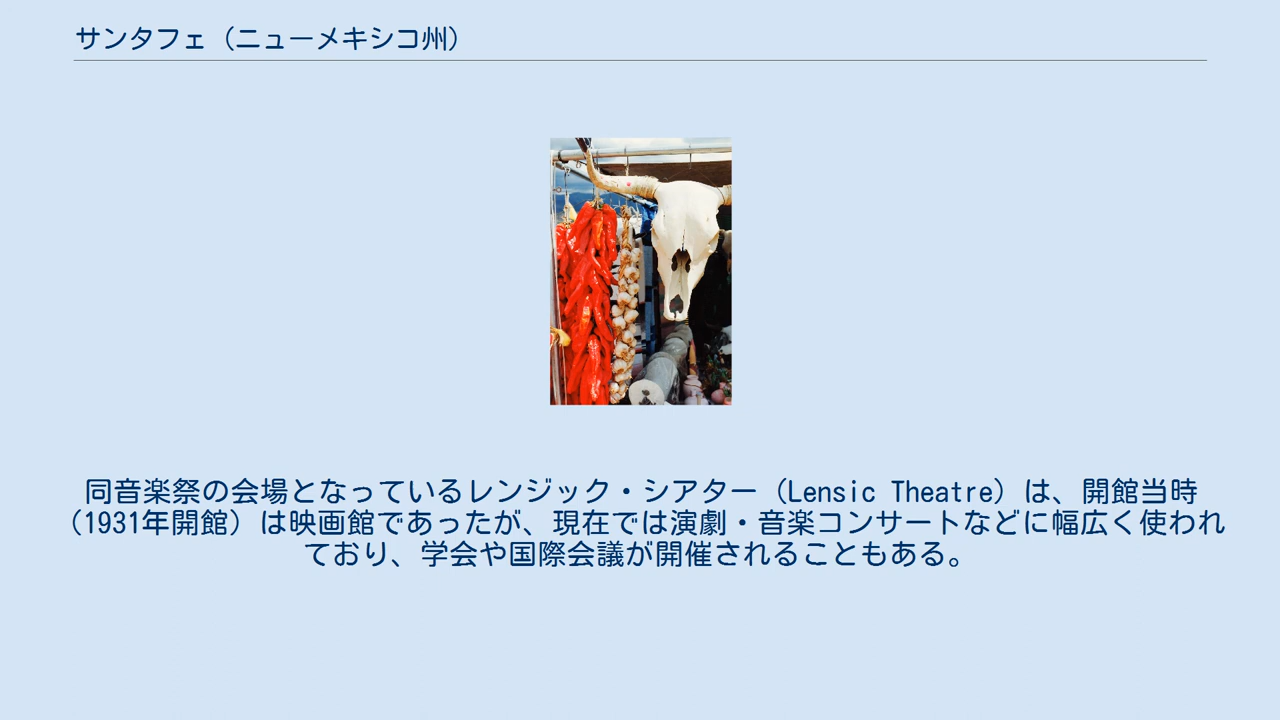 サンタフェ（ニューメキシコ州）
同音楽祭の会場となっているレンジック・シアター（Lensic Theatre）は、開館当時
（1931年開館）は映画館であったが、現在では演劇・音楽コンサートなどに幅広く使われ
ており、学会や国際会議が開催されることもある。